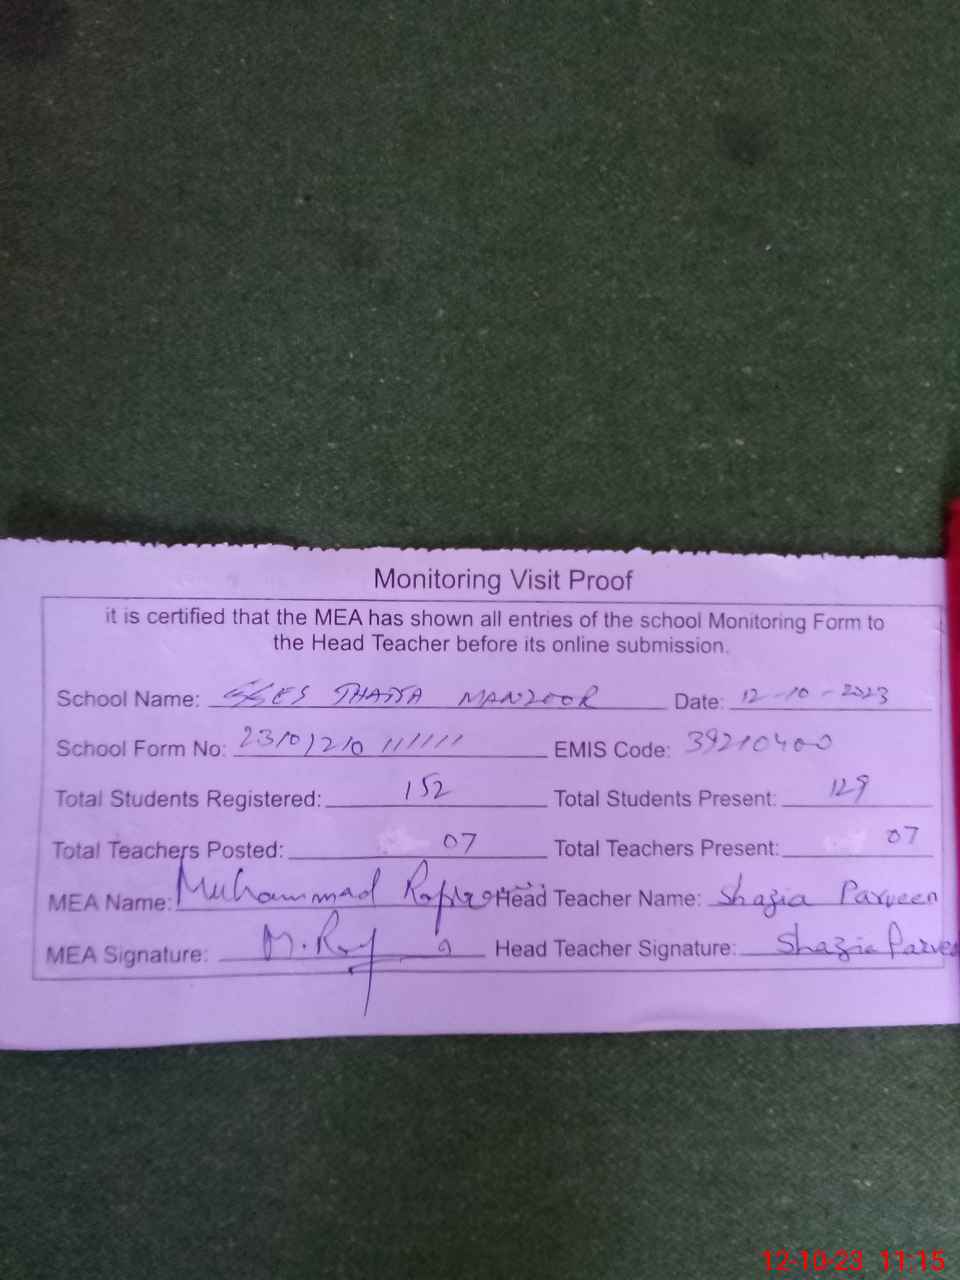 Monitoring Visit Proof
it is certified that the MEA has shown all entries of the school Monitoring Form to
the Head Teacher before its online submission.
School Name: GGES THATTA MANZOOR Date: 12-10-2023
School Form No: EMIS Code: 39210400
Total Students Registered: 152 Total Students Present: 129
Total Teachers Posted: 07 Total Teachers Present: 07
MEA Name: Muhammad Head Teacher Name: Shazia Parveen
MEA Signature: Head Teacher Signature: Shazia
12-10-23 11:15